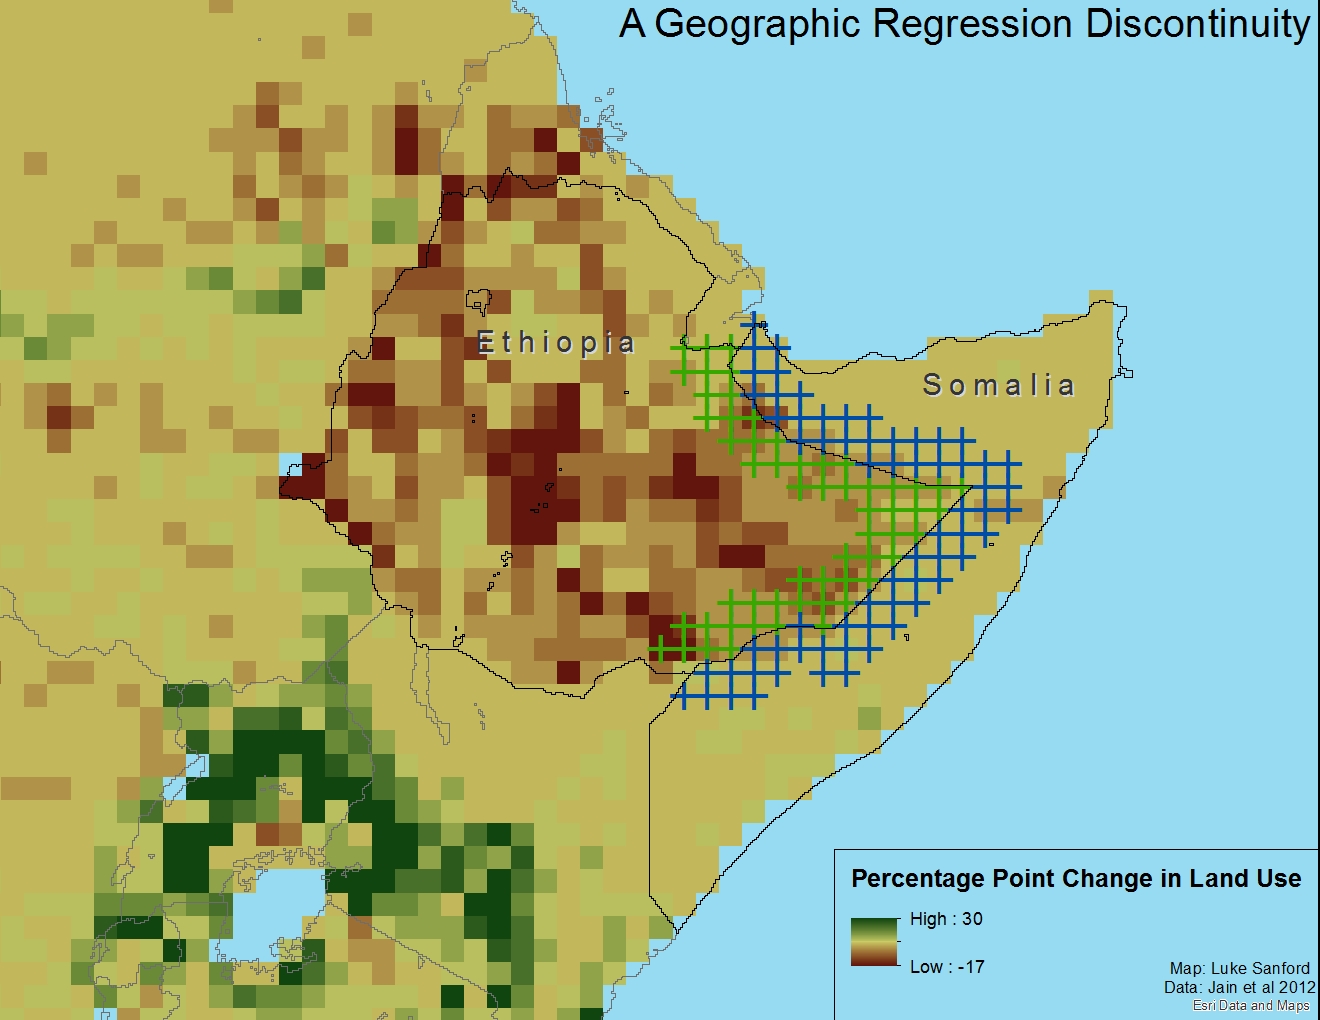 A Geographic Regression Discontinuity
Ethiopia
Somalia
Percentage Point Change in Land Use
High : 30
Low : -17
Map: Luke Sanford
Data: Jain et al 2012
Esri Data and Maps